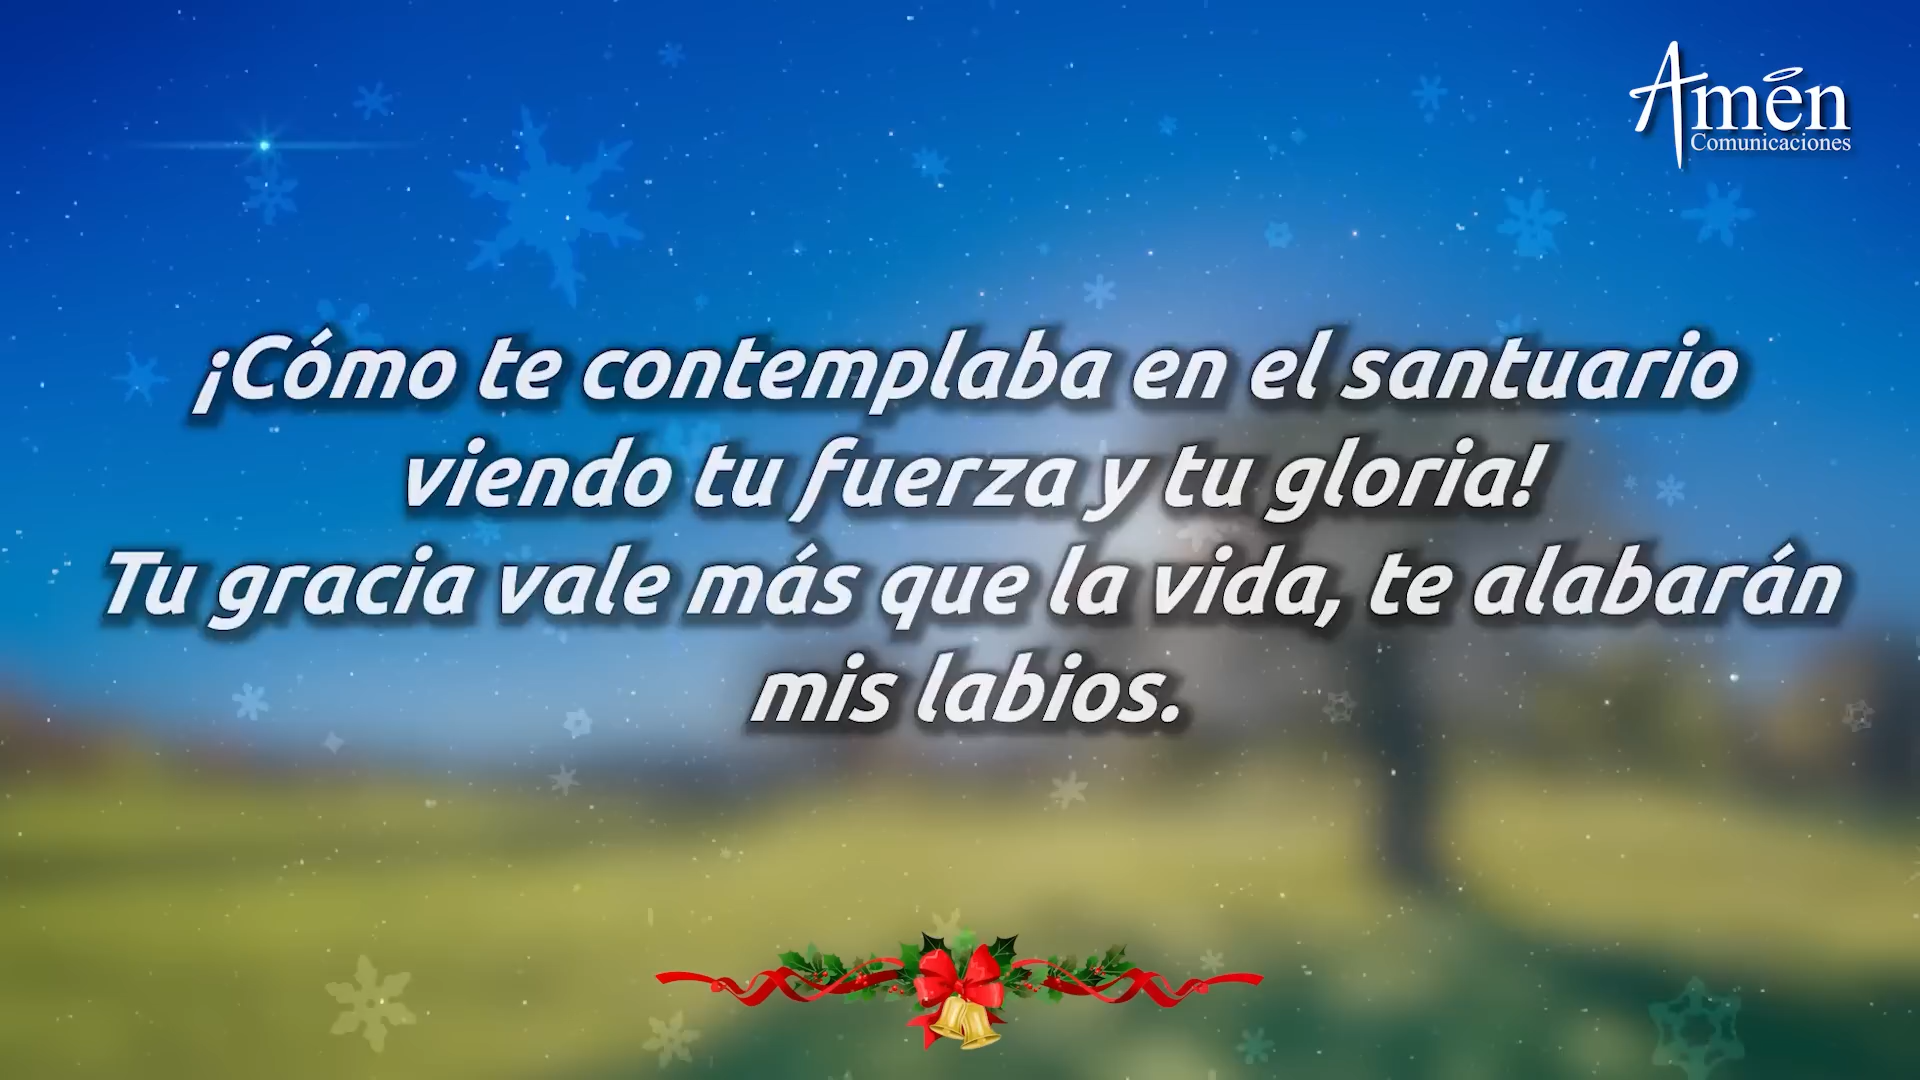 Amén
Comunicaciones
¡Cómo te contemplaba en el santuario
viendo tu fuerza y tu gloria!
Tu gracia vale más que la vida, te alabarán
mis labios.